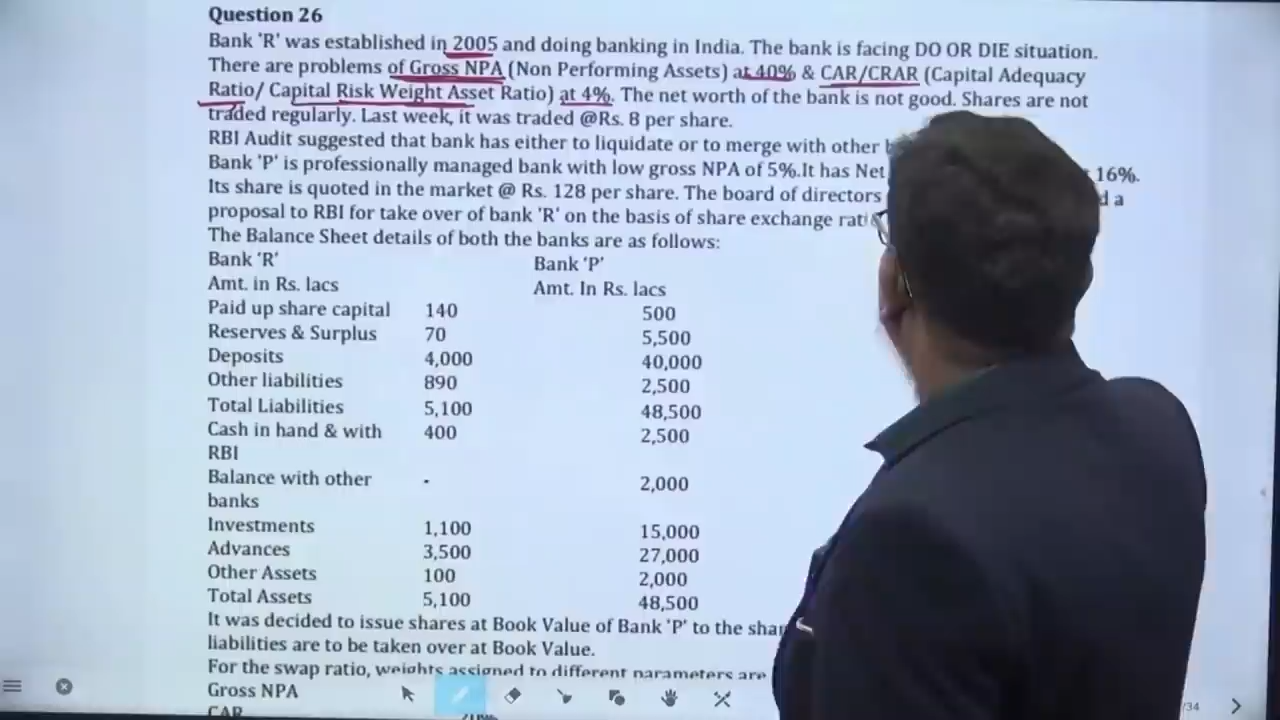 Question 26
Bank 'R' was established in 2005 and doing banking in India. The bank is facing DO OR DIE situation.
There are problems of Gross NPA (Non Performing Assets) at 40% & CAR/CRAR (Capital Adequacy
Ratio/ Capital Risk Weight Asset Ratio) at 4%. The net worth of the bank is not good. Shares are not
traded regularly. Last week, it was traded @Rs. 8 per share.
RBI Audit suggested that bank has either to liquidate or to merge with other
Bank 'P' is professionally managed bank with low gross NPA of 5%.It has Net 16%.
Its share is quoted in the market @ Rs. 128 per share. The board of directors a
proposal to RBI for take over of bank 'R' on the basis of share exchange
The Balance Sheet details of both the banks are as follows:
Bank 'R' Bank 'P'
Amt. in Rs. lacs Amt. In Rs. lacs
Paid up share capital 140 500
Reserves & Surplus 70 5,500
Deposits 4,000 40,000
Other liabilities 890 2,500
Total Liabilities 5,100 48,500
Cash in hand & with 400 2,500
RBI
Balance with other - 2,000
banks
Investments 1,100 15,000
Advances 3,500 27,000
Other Assets 100 2,000
Total Assets 5,100 48,500
It was decided to issue shares at Book Value of Bank 'P' to the
liabilities are to be taken over at Book Value.
For the swap ratio, weights assigned to different parameters are
Gross NPA
CAR
/34